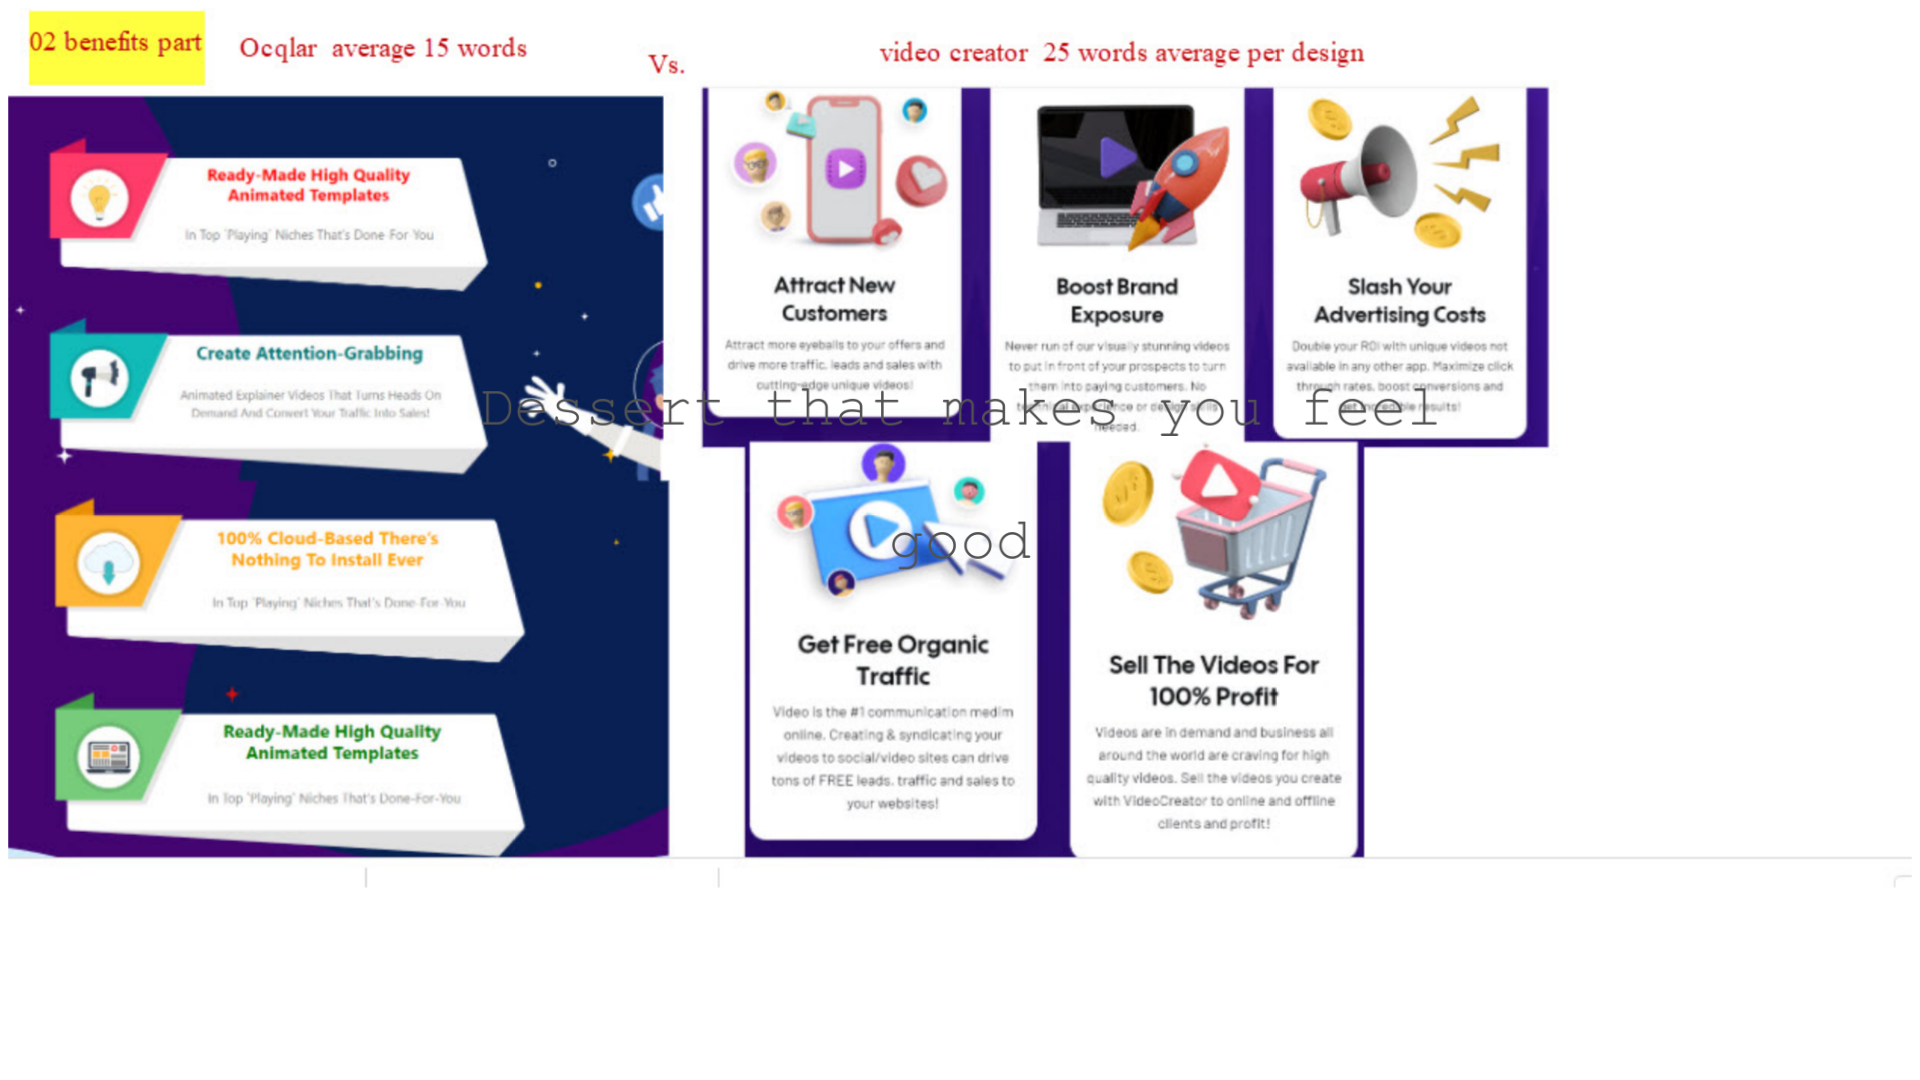 02 benefits part
Ocqlar average 15 words
Vs.
video creator 25 words average per design
Ready-Made High Quality
Animated Templates
In Top 'Playing' Niches That's Done-For-You
Create Attention-Grabbing
Animated Explainer Videos That Turns Heads On
Demand And Convert Your Traffic Into Sales!
100% Cloud-Based There's
Nothing To Install Ever
In Top 'Playing' Niches That's Done-For-You
Ready-Made High Quality
Animated Templates
In Top 'Playing' Niches That's Done-For-You
Attract New
Customers
Attract more eyeballs to your offers and
drive more traffic, leads and sales with
cutting-edge unique videos!
Boost Brand
Exposure
Never run of our visually stunning videos
to put in front of your prospects to turn
them into paying customers. No
technical experience or design skills
needed.
Slash Your
Advertising Costs
Double your ROI with unique videos not
available in any other app. Maximize click
through rates, boost conversions and
get incredible results!
Dessert that makes you feel
good
Get Free Organic
Traffic
Video is the #1 communication medim
online. Creating & syndicating your
videos to social/video sites can drive
tons of FREE leads, traffic and sales to
your websites!
Sell The Videos For
100% Profit
Videos are in demand and business all
around the world are craving for high
quality videos. Sell the videos you create
with VideoCreator to online and offline
clients and profit!